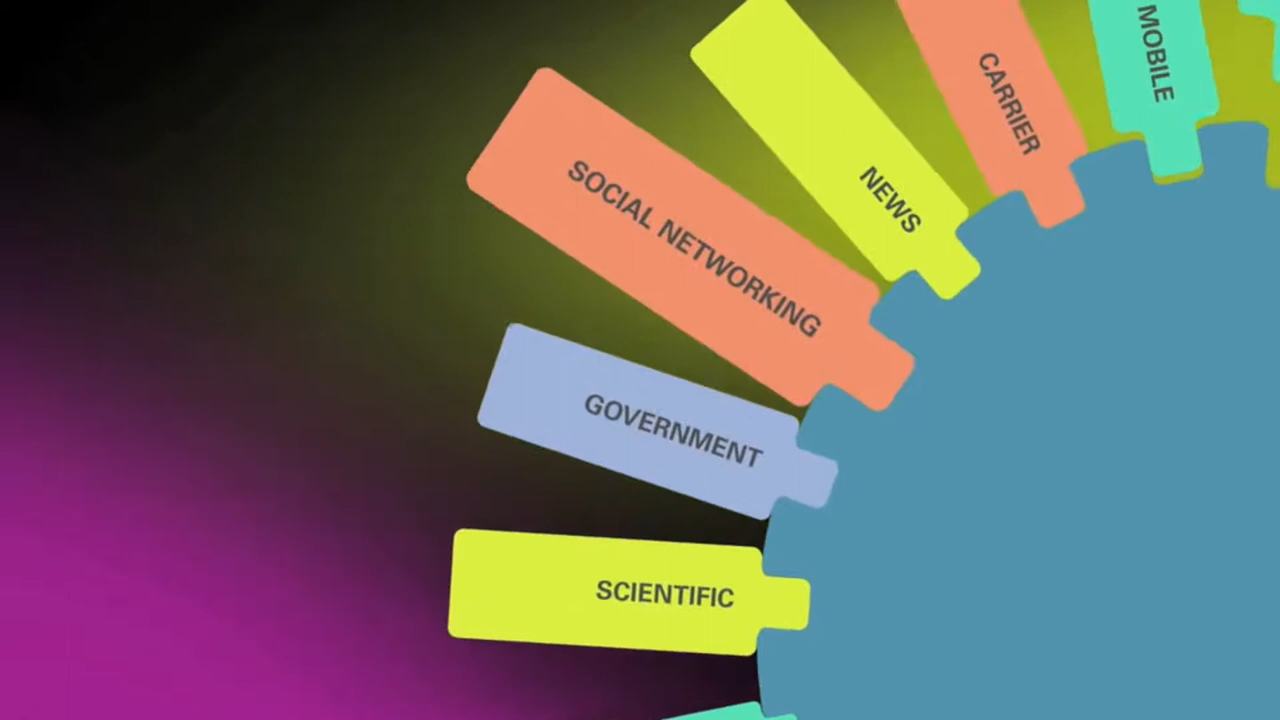 MOBILE
CARRIER
NEWS
SOCIAL NETWORKING
GOVERNMENT
SCIENTIFIC